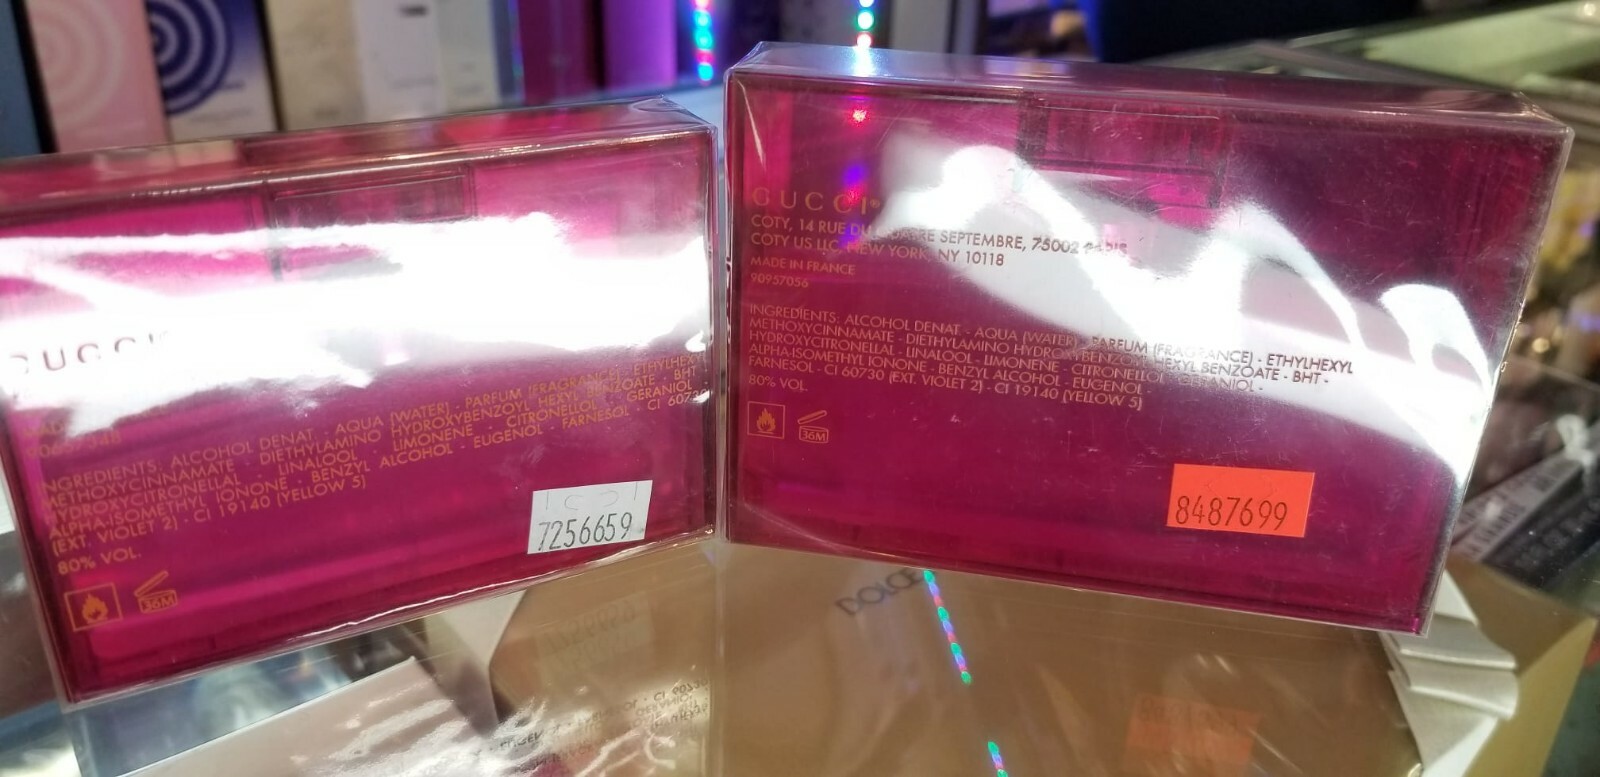 GUCCI
INGREDIENTS: ALCOHOL DENAT. - AQUA (WATER) - PARFUM (FRAGRANCE) - ETHYLHEXYL
METHOXYCINNAMATE - DIETHYLAMINO HYDROXYBENZOYL HEXYL BENZOATE - BHT
HYDROXYCITRONELLAL - LINALOOL - LIMONENE - CITRONELLOL - GERANIOL
ALPHA-ISOMETHYL IONONE - BENZYL ALCOHOL - EUGENOL - FARNESOL - CI 6073
(EXT. VIOLET 2) - CI 19140 (YELLOW 5)
80% VOL.
36M
7256659
GUCCI®
COTY, 14 RUE DU SEPTEMBRE, 75002 PARIS
COTY US LLC, NEW YORK, NY 10118
MADE IN FRANCE
90957056
INGREDIENTS: ALCOHOL DENAT. - AQUA (WATER) - PARFUM (FRAGRANCE) - ETHYLHEXYL
METHOXYCINNAMATE - DIETHYLAMINO HYDROXYBENZOYL HEXYL BENZOATE - BHT -
HYDROXYCITRONELLAL - LINALOOL - LIMONENE - CITRONELLOL - GERANIOL -
ALPHA-ISOMETHYL IONONE - BENZYL ALCOHOL - EUGENOL -
FARNESOL - CI 60730 (EXT. VIOLET 2) - CI 19140 (YELLOW 5)
80% VOL.
36M
8487699
DOLCE